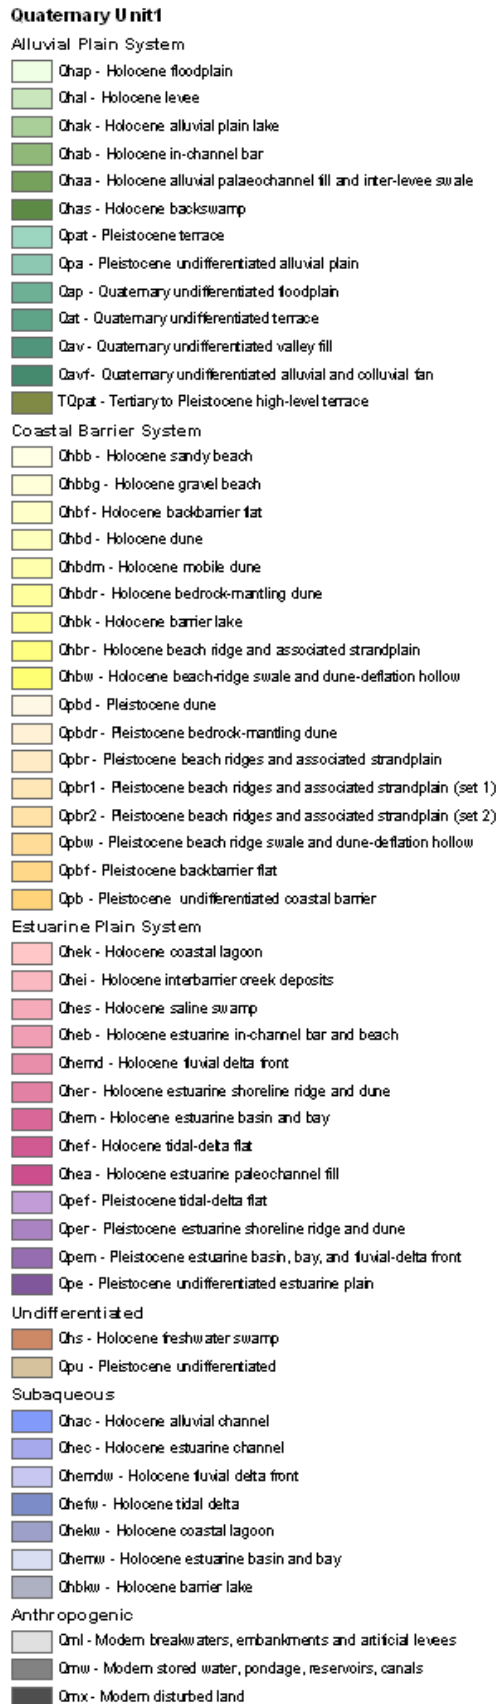 Quaternary Unit1
Alluvial Plain System
Qhap - Holocene floodplain
Qhal - Holocene levee
Qhak - Holocene alluvial plain lake
Qhab - Holocene in-channel bar
Qhaa - Holocene alluvial palaeochannel fill and inter-levee swale
Qhas - Holocene backswamp
Qpat - Pleistocene terrace
Qpa - Pleistocene undifferentiated alluvial plain
Qap - Quaternary undifferentiated floodplain
Qat - Quaternary undifferentiated terrace
Qav - Quaternary undifferentiated valley fill
Qavf- Quaternary undifferentiated alluvial and colluvial fan
TQpat - Tertiary to Pleistocene high-level terrace
Coastal Barrier System
Qhbb - Holocene sandy beach
Qhbbg - Holocene gravel beach
Qhbf - Holocene backbarrier flat
Qhbd - Holocene dune
Qhbdm - Holocene mobile dune
Qhbdr - Holocene bedrock-mantling dune
Qhbk - Holocene barrier lake
Qhbr - Holocene beach ridge and associated strandplain
Qhbw - Holocene beach-ridge swale and dune-deflation hollow
Qpbd - Pleistocene dune
Qpbdr - Pleistocene bedrock-mantling dune
Qpbr - Pleistocene beach ridges and associated strandplain
Qpbr1 - Pleistocene beach ridges and associated strandplain (set 1)
Qpbr2 - Pleistocene beach ridges and associated strandplain (set 2)
Qpbw - Pleistocene beach ridge swale and dune-deflation hollow
Qpbf - Pleistocene backbarrier flat
Qpb - Pleistocene undifferentiated coastal barrier
Estuarine Plain System
Qhek - Holocene coastal lagoon
Qhei - Holocene interbarrier creek deposits
Qhes - Holocene saline swamp
Qheb - Holocene estuarine in-channel bar and beach
Qhemd - Holocene fluvial delta front
Qher - Holocene estuarine shoreline ridge and dune
Qhem - Holocene estuarine basin and bay
Qhef - Holocene tidal-delta flat
Qhea - Holocene estuarine paleochannel fill
Qpef - Pleistocene tidal-delta flat
Qper - Pleistocene estuarine shoreline ridge and dune
Qpem - Pleistocene estuarine basin, bay, and fluvial-delta front
Qpe - Pleistocene undifferentiated estuarine plain
Undifferentiated
Qhs - Holocene freshwater swamp
Qpu - Pleistocene undifferentiated
Subaqueous
Qhac - Holocene alluvial channel
Qhec - Holocene estuarine channel
Qhemdw - Holocene fluvial delta front
Qhefw - Holocene tidal delta
Qhekw - Holocene coastal lagoon
Qhemw - Holocene estuarine basin and bay
Qhbkw - Holocene barrier lake
Anthropogenic
Qml - Modern breakwaters, embankments and artificial levees
Qmw - Modern stored water, pondage, reservoirs, canals
Qmx - Modern disturbed land